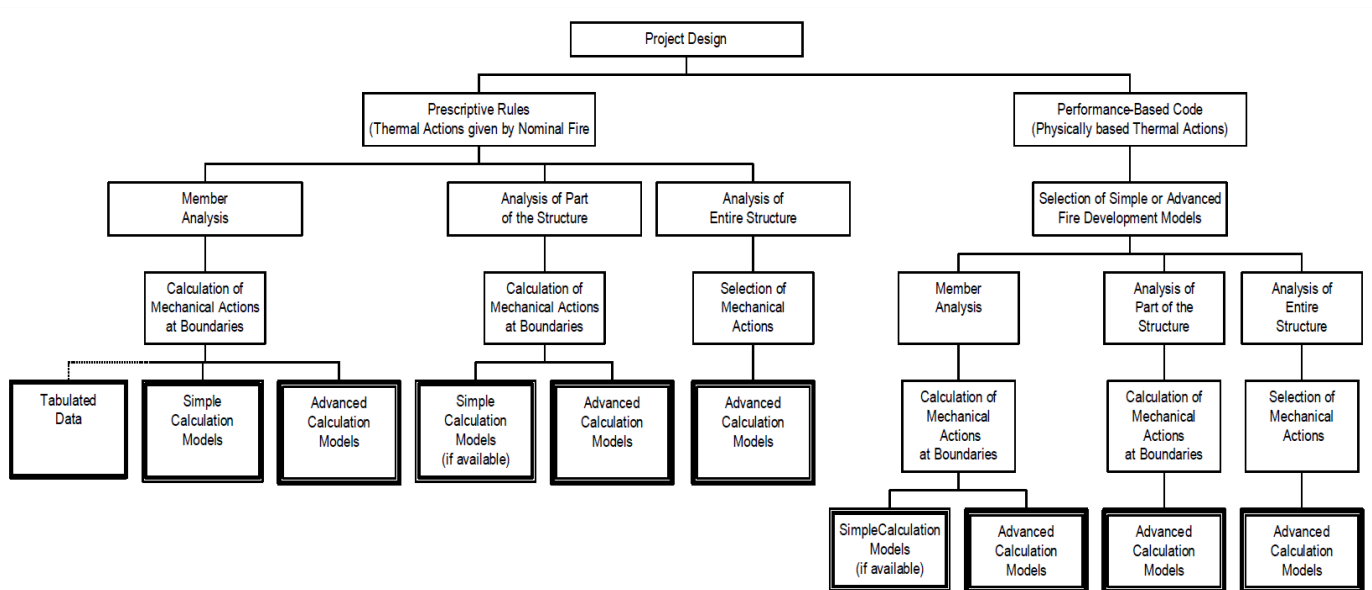 Project Design
Prescriptive Rules
(Thermal Actions given by Nominal Fire
Performance-Based Code
(Physically based Thermal Actions)
Member
Analysis
Analysis of Part
of the Structure
Analysis of
Entire Structure
Selection of Simple or Advanced
Fire Development Models
Calculation of
Mechanical Actions
at Boundaries
Calculation of
Mechanical Actions
at Boundaries
Selection of
Mechanical
Actions
Member
Analysis
Analysis of
Part of the
Structure
Analysis of
Entire
Structure
Tabulated
Data
Simple
Calculation
Models
Advanced
Calculation
Models
Simple
Calculation
Models
(if available)
Advanced
Calculation
Models
Advanced
Calculation
Models
Calculation of
Mechanical
Actions
at Boundaries
Calculation of
Mechanical
Actions
at Boundaries
Selection of
Mechanical
Actions
SimpleCalculation
Models
(if available)
Advanced
Calculation
Models
Advanced
Calculation
Models
Advanced
Calculation
Models